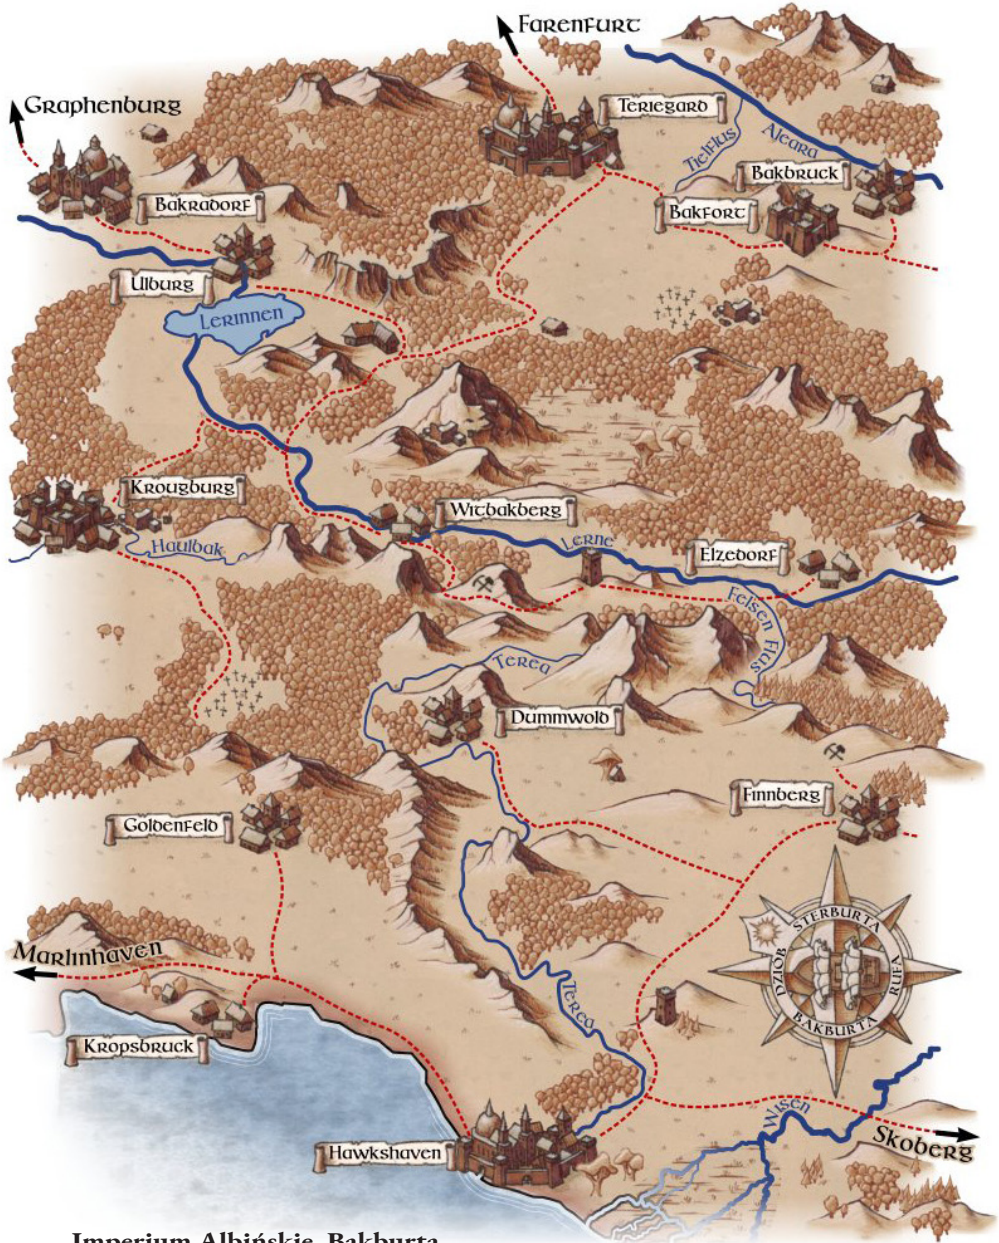 Farenfurt
Graphenburg
Teriegard
Tielflus
Aleara
Bakbruck
Bakradorf
Bakfort
Ulburg
Lerinnen
Krougburg
Witbakberg
Haulbak
Lerne
Elzedorf
Felsen Flus
Terea
Dummwold
Finnberg
Goldenfeld
Marlinhaven
STERBURTA
DZIÓB
RUFA
BAKBURTA
Terea
Kropsbruck
Wisen
Skoberg
Hawkshaven
Imperium Albińskie, Bakburta